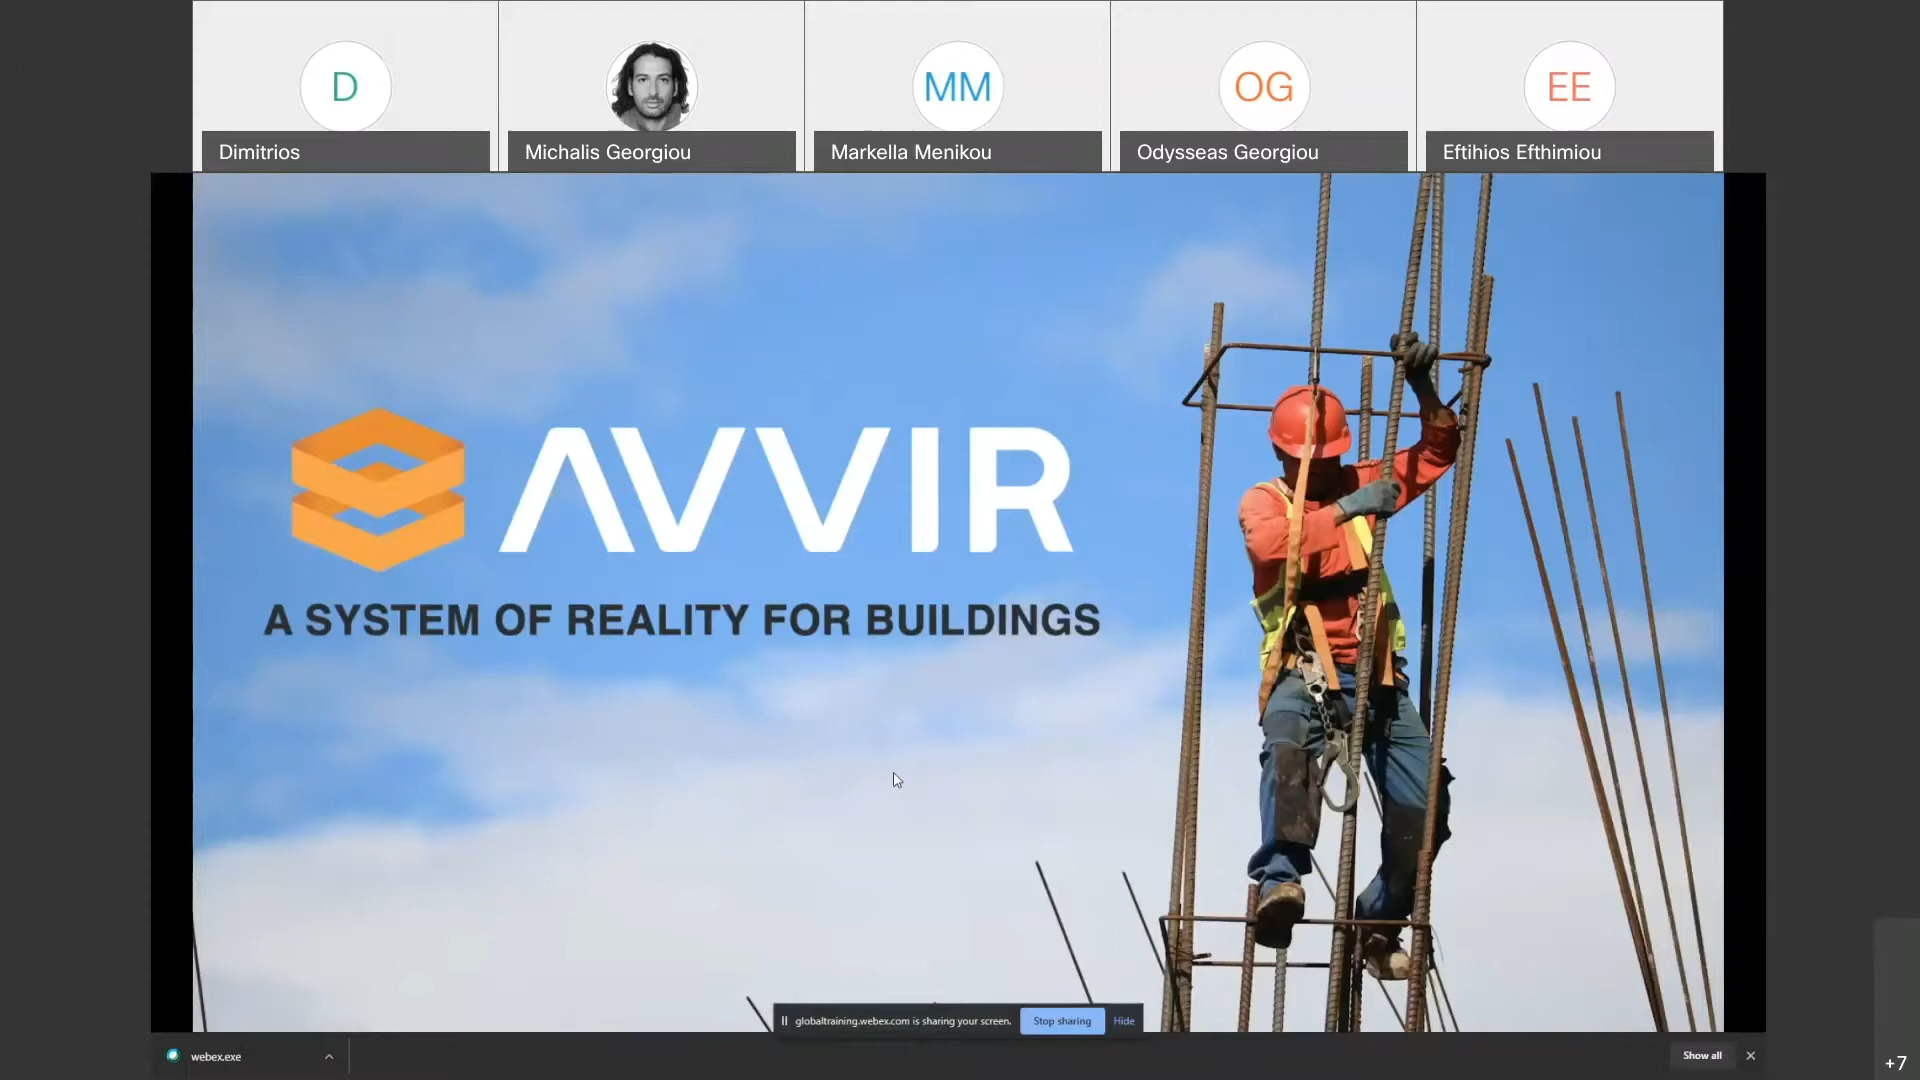 D
MM
OG
EE
Dimitrios
Michalis Georgiou
Markella Menikou
Odysseas Georgiou
Eftihios Efthimiou
AVVIR
A SYSTEM OF REALITY FOR BUILDINGS
globaltraining.webex.com is sharing your screen.
Stop sharing
Hide
webex.exe
Show all
+7